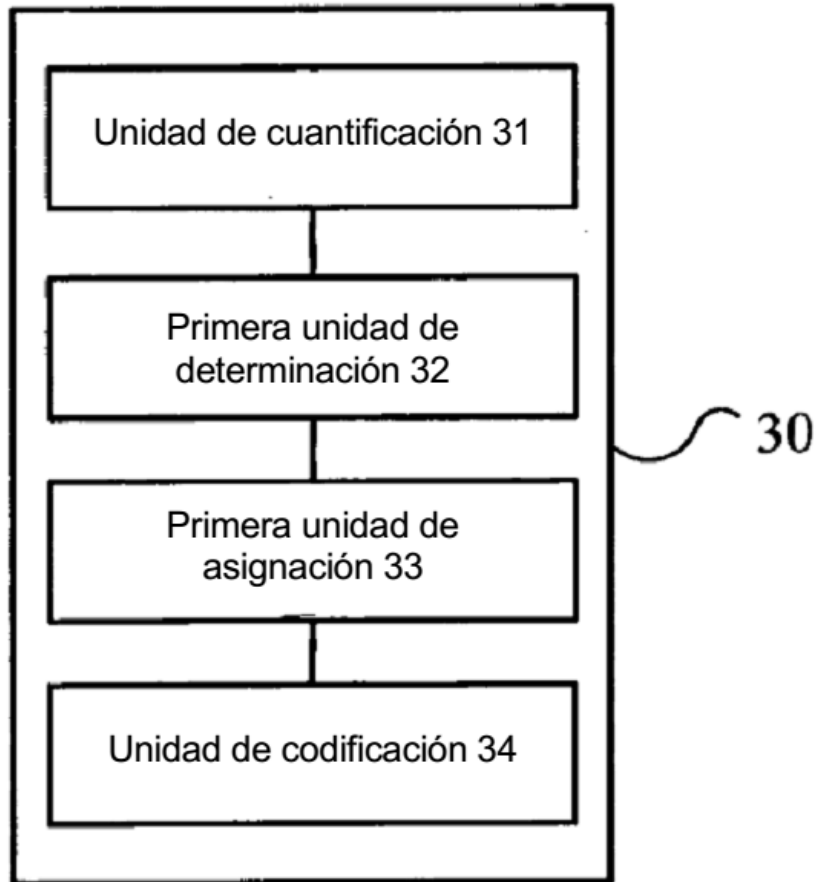 Unidad de cuantificación 31
Primera unidad de
determinación 32
30
Primera unidad de
asignación 33
Unidad de codificación 34